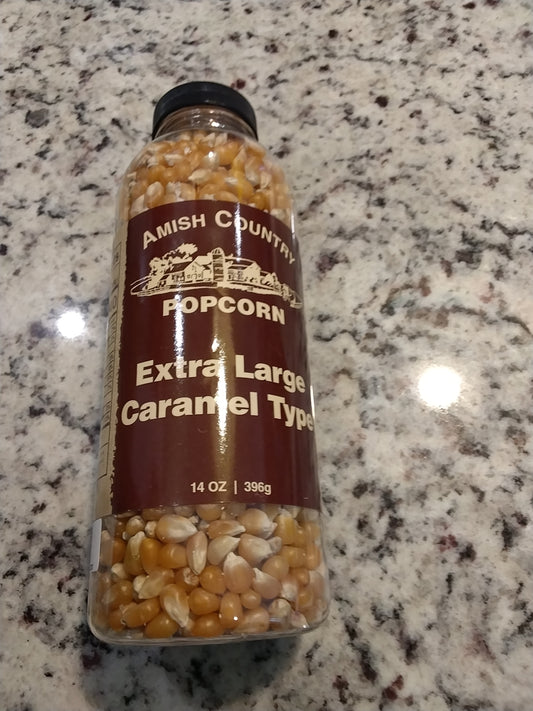 AMISH COUNTRY
POPCORN
Extra Large
Caramel Type
14 OZ | 396g